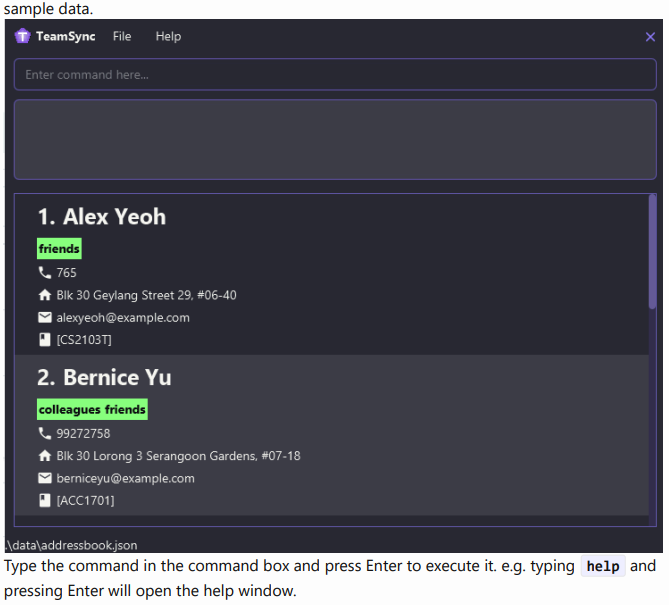 sample data.
TeamSync File Help
Enter command here...
1. Alex Yeoh
friends
765
Blk 30 Geylang Street 29, #06-40
alexyeoh@example.com
[CS2103T]
2. Bernice Yu
colleagues friends
99272758
Blk 30 Lorong 3 Serangoon Gardens, #07-18
berniceyu@example.com
[ACC1701]
.\data\addressbook.json
Type the command in the command box and press Enter to execute it. e.g. typing help and
pressing Enter will open the help window.